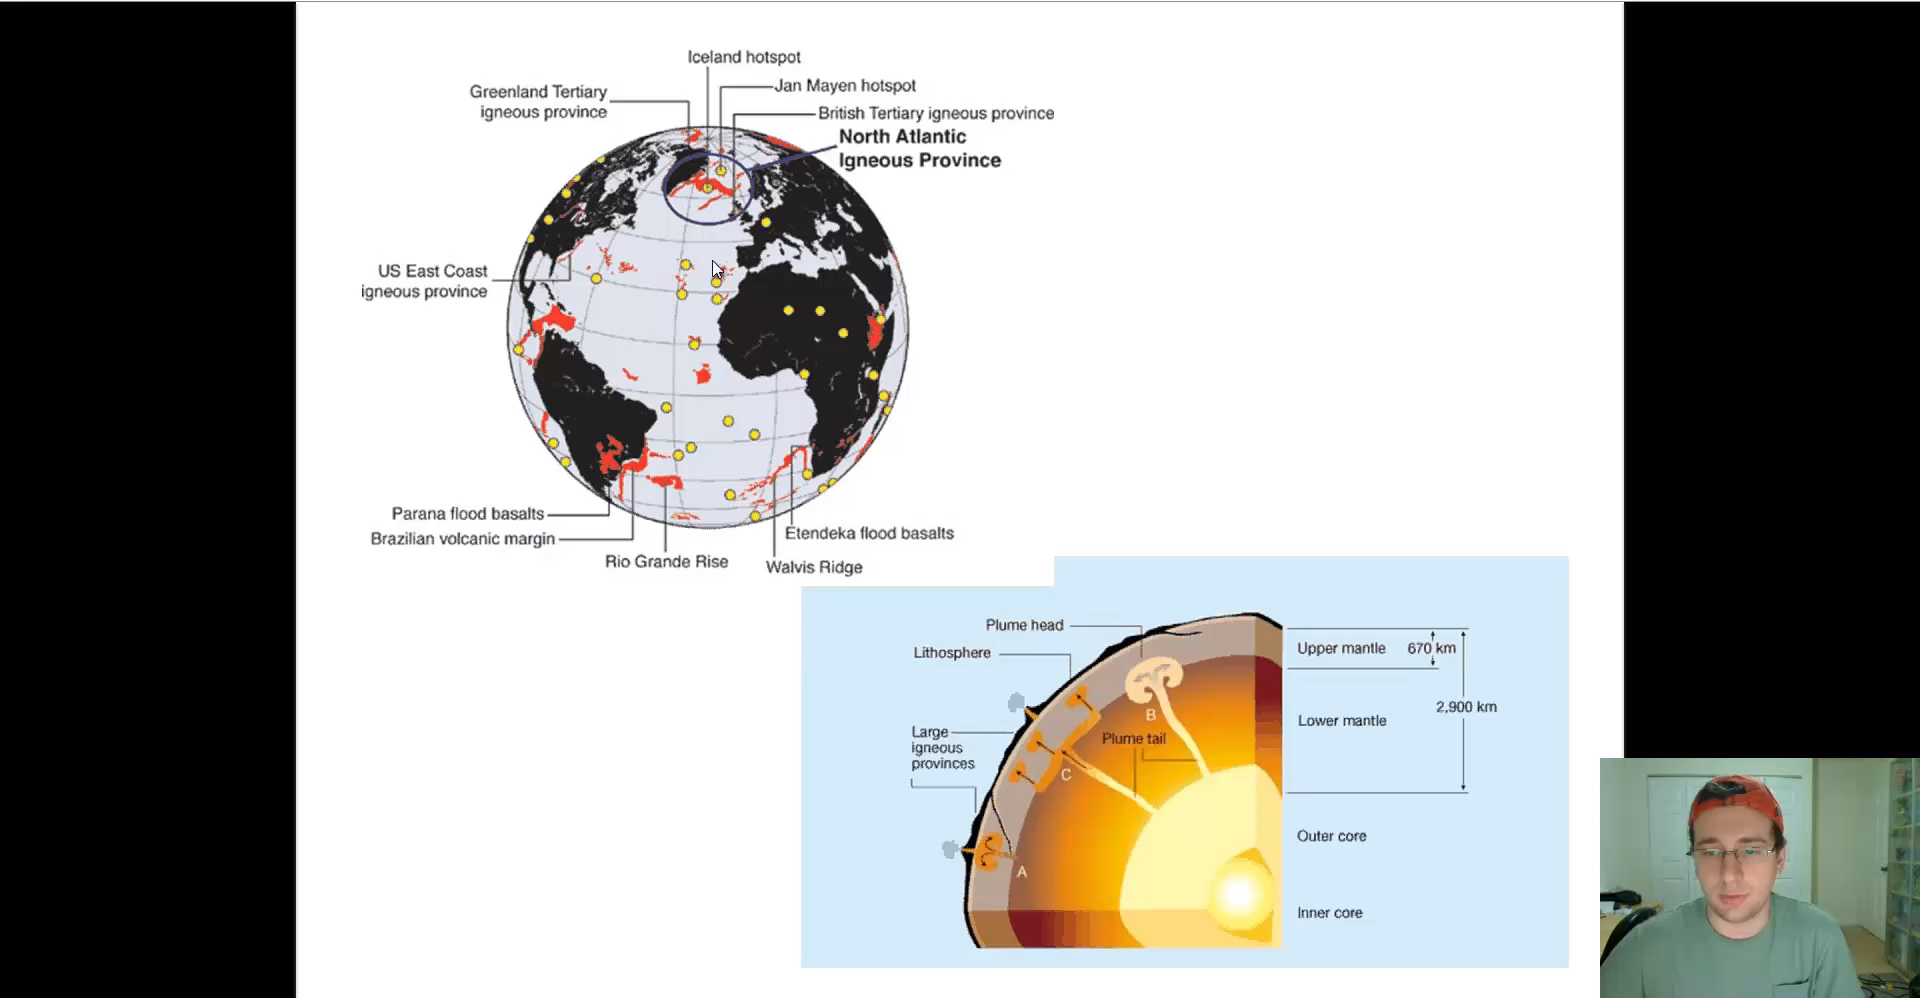 Iceland hotspot
Jan Mayen hotspot
Greenland Tertiary
igneous province
British Tertiary igneous province
North Atlantic
Igneous Province
US East Coast
igneous province
Parana flood basalts
Brazilian volcanic margin
Rio Grande Rise
Etendeka flood basalts
Walvis Ridge
Plume head
Lithosphere
Upper mantle
670 km
2,900 km
Lower mantle
B
Large
igneous
provinces
Plume tail
C
A
Outer core
Inner core